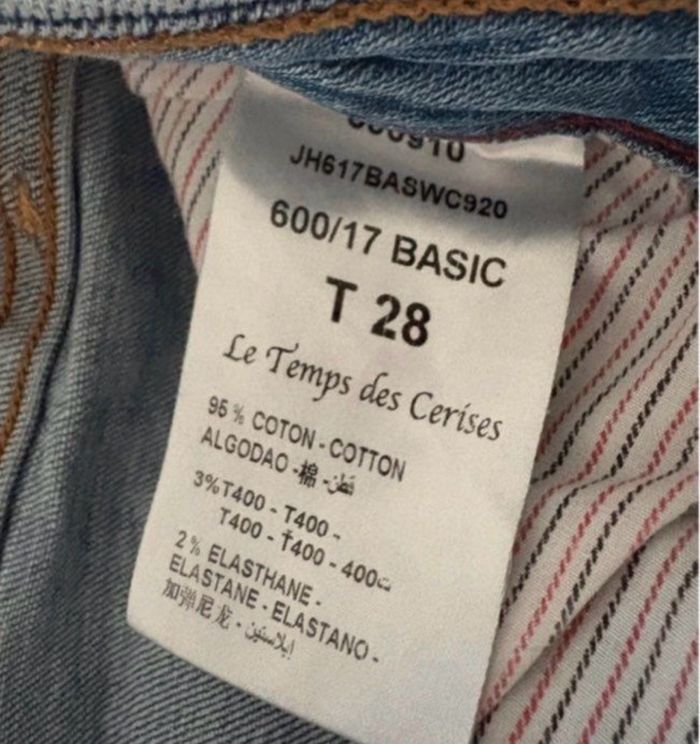 JH617BASWC920
600/17 BASIC
T 28
Le Temps des Cerises
95 % COTON - COTTON
ALGODAO - 棉 - قطن
3% T400 - T400 -
T400 - T400 - 400ت
2 % ELASTHANE -
ELASTANE - ELASTANO -
加弹尼龙 - إيلاستين